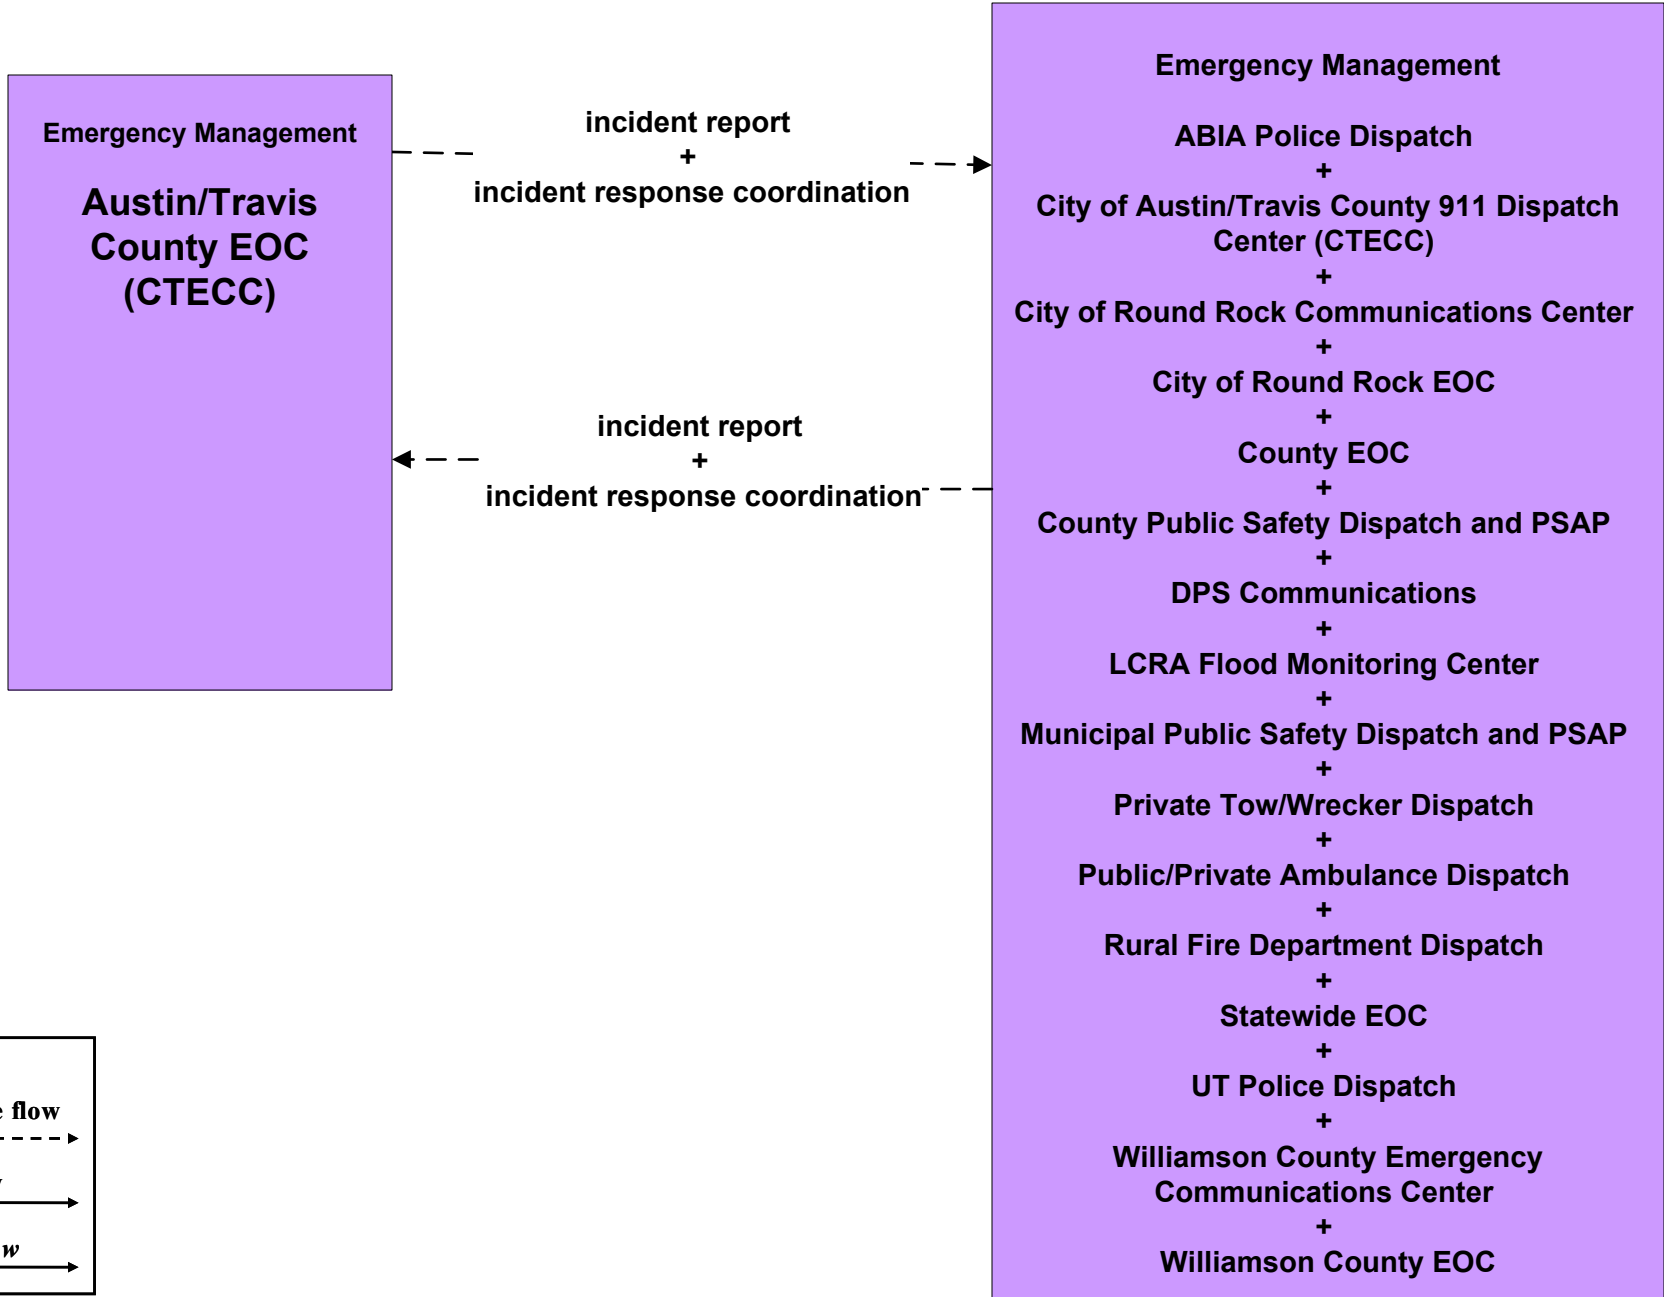 Emergency Management
Austin/Travis
County EOC
(CTECC)
incident report
+
incident response coordination
incident report
+
incident response coordination
Emergency Management
ABIA Police Dispatch
+
City of Austin/Travis County 911 Dispatch
Center (CTECC)
+
City of Round Rock Communications Center
+
City of Round Rock EOC
+
County EOC
+
County Public Safety Dispatch and PSAP
+
DPS Communications
+
LCRA Flood Monitoring Center
+
Municipal Public Safety Dispatch and PSAP
+
Private Tow/Wrecker Dispatch
+
Public/Private Ambulance Dispatch
+
Rural Fire Department Dispatch
+
Statewide EOC
+
UT Police Dispatch
+
Williamson County Emergency
Communications Center
+
Williamson County EOC
flow